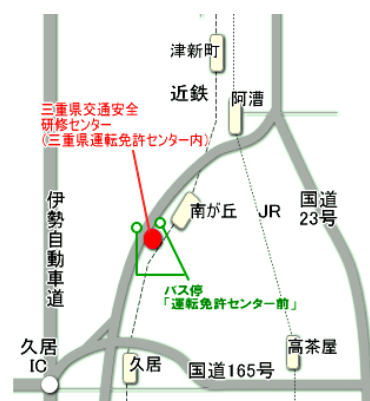 津新町
近鉄
阿漕
三重県交通安全
研修センター
(三重県運転免許センター内)
伊勢自動車道
南が丘
JR
国道
23号
バス停
「運転免許センター前」
久居
IC
久居
国道165号
高茶屋